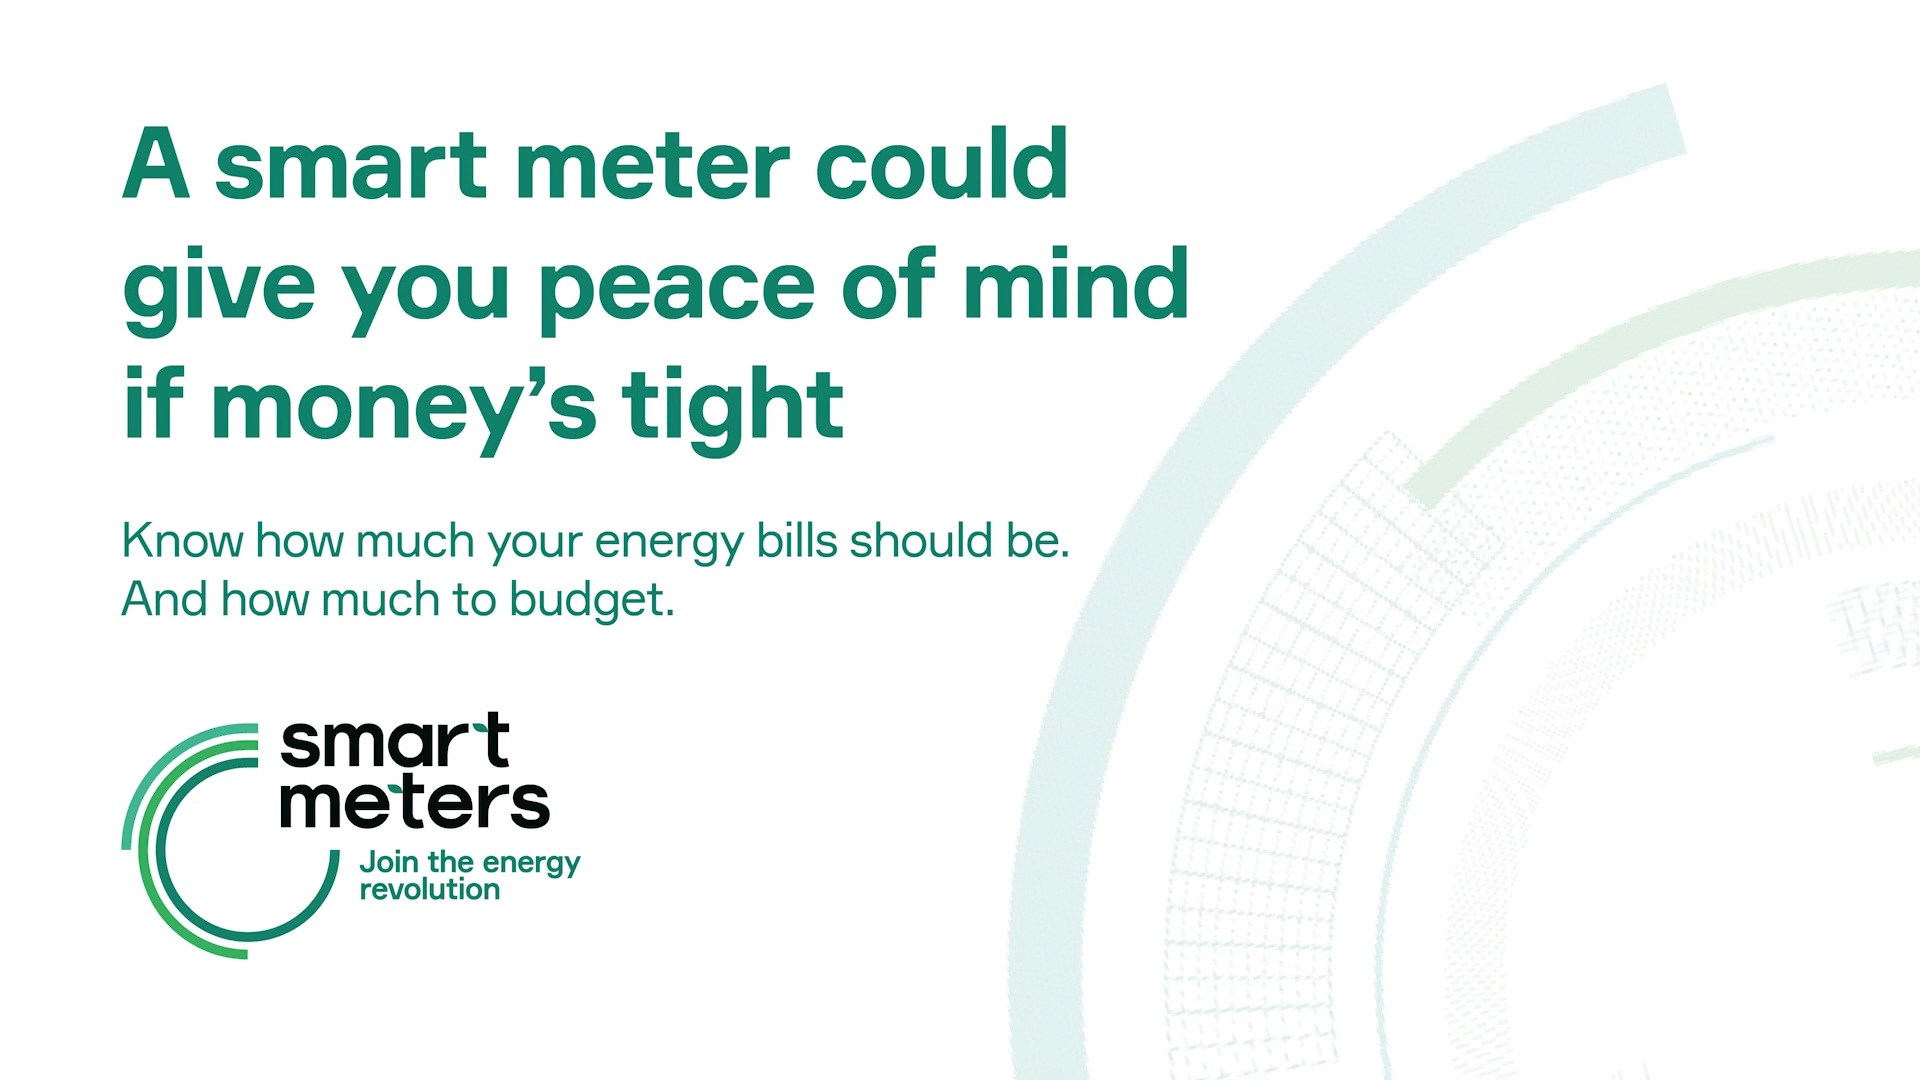 A smart meter could
give you peace of mind
if money’s tight
Know how much your energy bills should be.
And how much to budget.
smart
meters
Join the energy
revolution